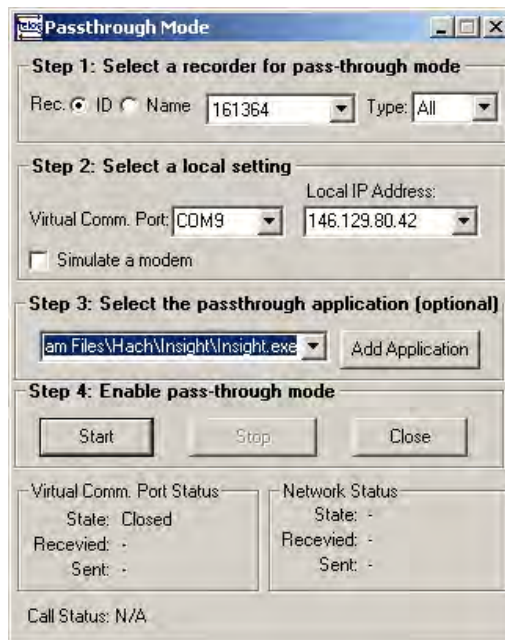 telog Passthrough Mode
Step 1: Select a recorder for pass-through mode
Rec. ID Name 161364 Type: All
Step 2: Select a local setting
Local IP Address:
Virtual Comm. Port: COM9 146.129.80.42
Simulate a modem
Step 3: Select the passthrough application (optional)
am Files\Hach\Insight\Insight.exe Add Application
Step 4: Enable pass-through mode
Start Stop Close
Virtual Comm. Port Status Network Status
State: Closed State: -
Recevied: - Recevied: -
Sent: - Sent: -
Call Status: N/A